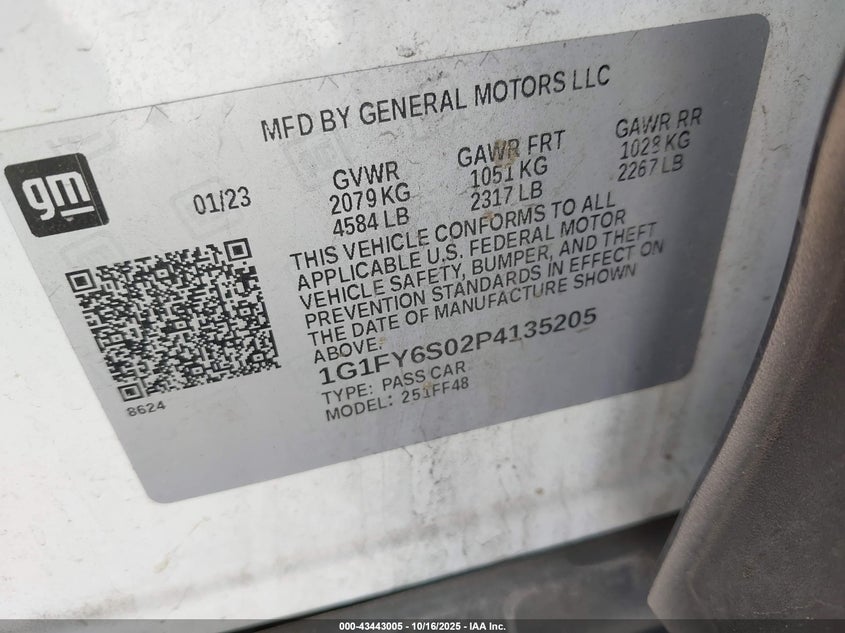 MFD BY GENERAL MOTORS LLC
gm
01/23
GVWR
2079 KG
4584 LB
GAWR FRT
1051 KG
2317 LB
GAWR RR
1028 KG
2267 LB
THIS VEHICLE CONFORMS TO ALL
APPLICABLE U.S. FEDERAL MOTOR
VEHICLE SAFETY, BUMPER, AND THEFT
PREVENTION STANDARDS IN EFFECT ON
THE DATE OF MANUFACTURE SHOWN
ABOVE.
1G1FY6S02P4135205
TYPE: PASS CAR
MODEL: 251FF48
8624
000-43443005 | 10/16/2025 - IAA Inc.